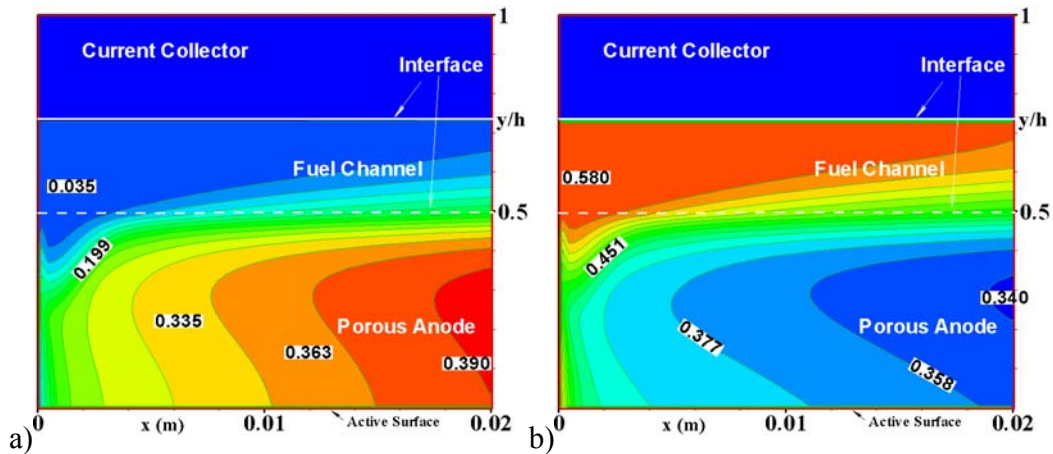 Current Collector
Interface
Fuel Channel
0.035
0.199
0.335
0.363
Porous Anode
0.390
1
y/h
0.5
0
x (m)
0.01
Active Surface
0.02
a)
Current Collector
Interface
Fuel Channel
0.580
0.451
0.377
0.340
Porous Anode
0.358
1
y/h
0.5
0
x (m)
0.01
Active Surface
0.02
b)